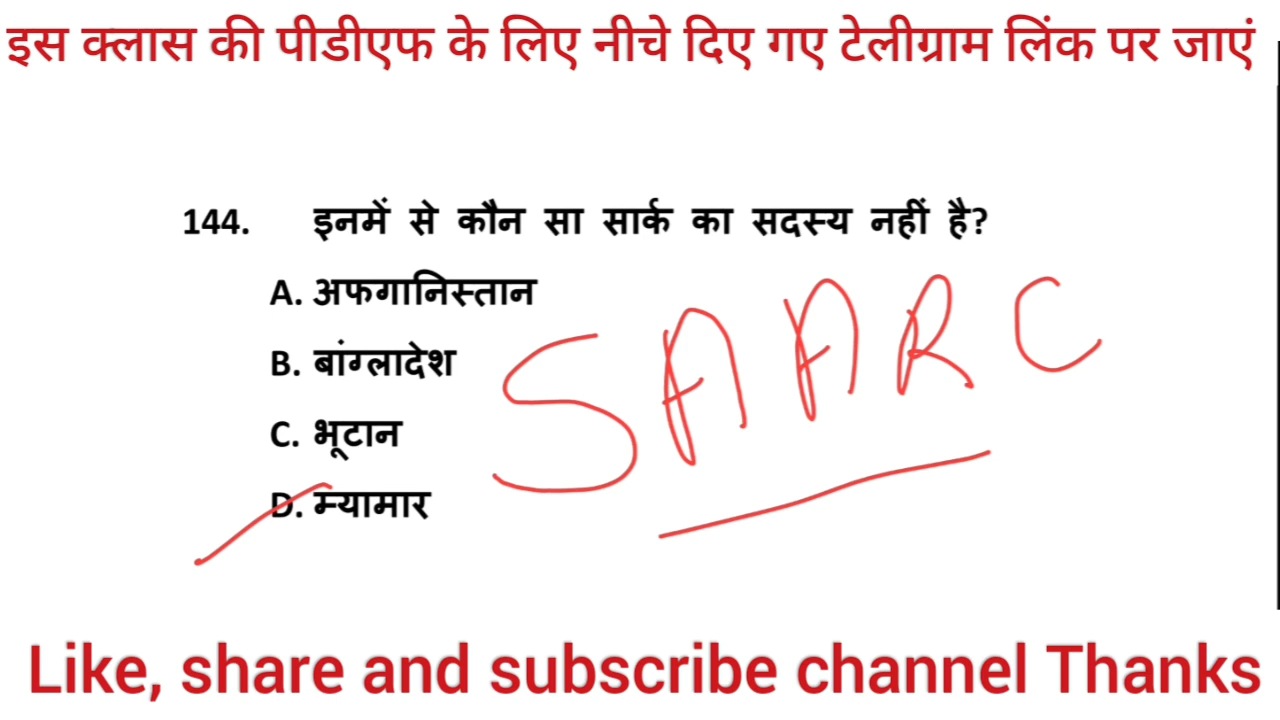 इस क्लास की पीडीएफ के लिए नीचे दिए गए टेलीग्राम लिंक पर जाएं
144. इनमें से कौन सा सार्क का सदस्य नहीं है?
A. अफगानिस्तान
B. बांग्लादेश
C. भूटान
D. म्यामार
SAARC
Like, share and subscribe channel Thanks